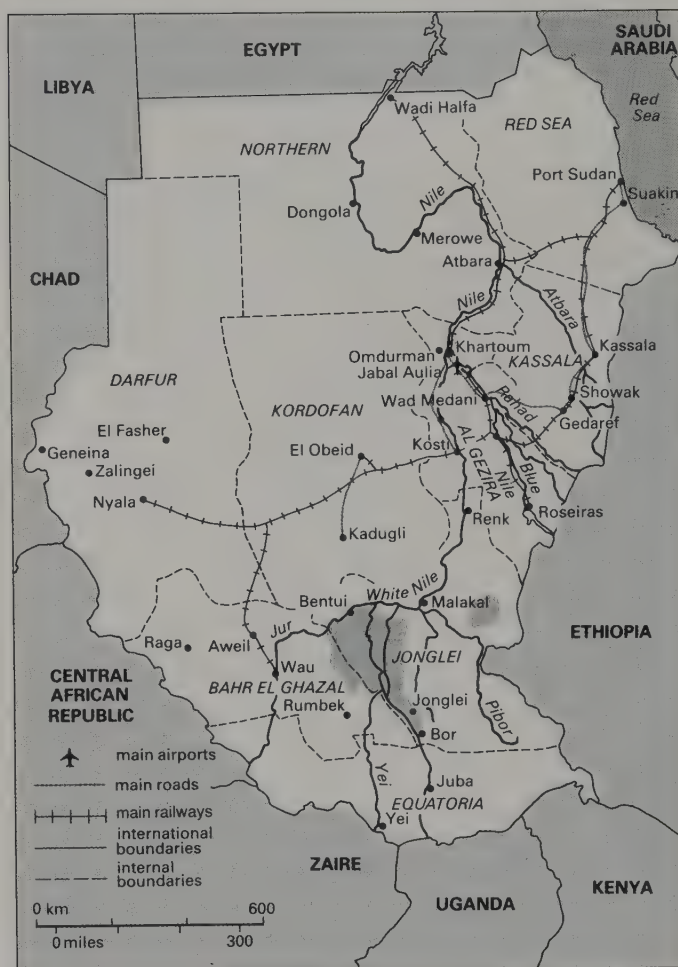 SAUDI
ARABIA
EGYPT
LIBYA
Red
Sea
Wadi Halfa
RED SEA
NORTHERN
Port Sudan
Suakin
Nile
Dongola
Merowe
Atbara
CHAD
Nile
Atbara
Khartoum
Omdurman
Jabal Aulia
KASSALA
Kassala
DARFUR
KORDOFAN
Wad Medani
Rahad
Showak
Gedaref
El Fasher
Geneina
El Obeid
Kosti
AL GEZIRA
Zalingei
Nile
Blue
Nyala
Roseiras
Renk
Kadugli
White Nile
Bentui
Malakal
Jur
ETHIOPIA
Raga
Aweil
JONGLEI
Wau
CENTRAL
AFRICAN
REPUBLIC
BAHR EL GHAZAL
Jonglei
Pibor
Rumbek
Bor
main airports
Juba
main roads
Yei
EQUATORIA
main railways
Yei
international
boundaries
internal
boundaries
ZAIRE
KENYA
UGANDA
0 km 600
0 miles 300